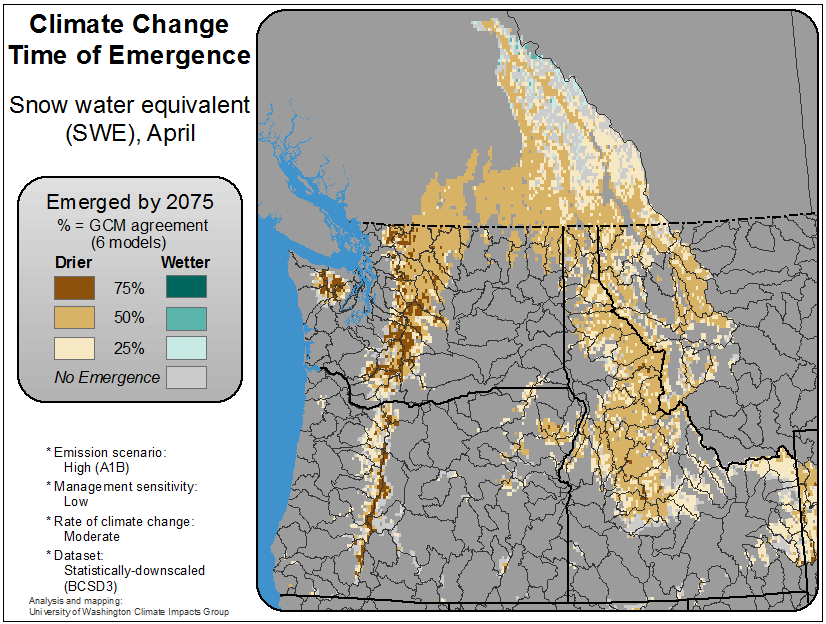 Climate Change
Time of Emergence
Snow water equivalent
(SWE), April
Emerged by 2075
% = GCM agreement
(6 models)
Drier Wetter
75%
50%
25%
No Emergence
* Emission scenario:
High (A1B)
* Management sensitivity:
Low
* Rate of climate change:
Moderate
* Dataset:
Statistically-downscaled
(BCSD3)
Analysis and mapping:
University of Washington Climate Impacts Group